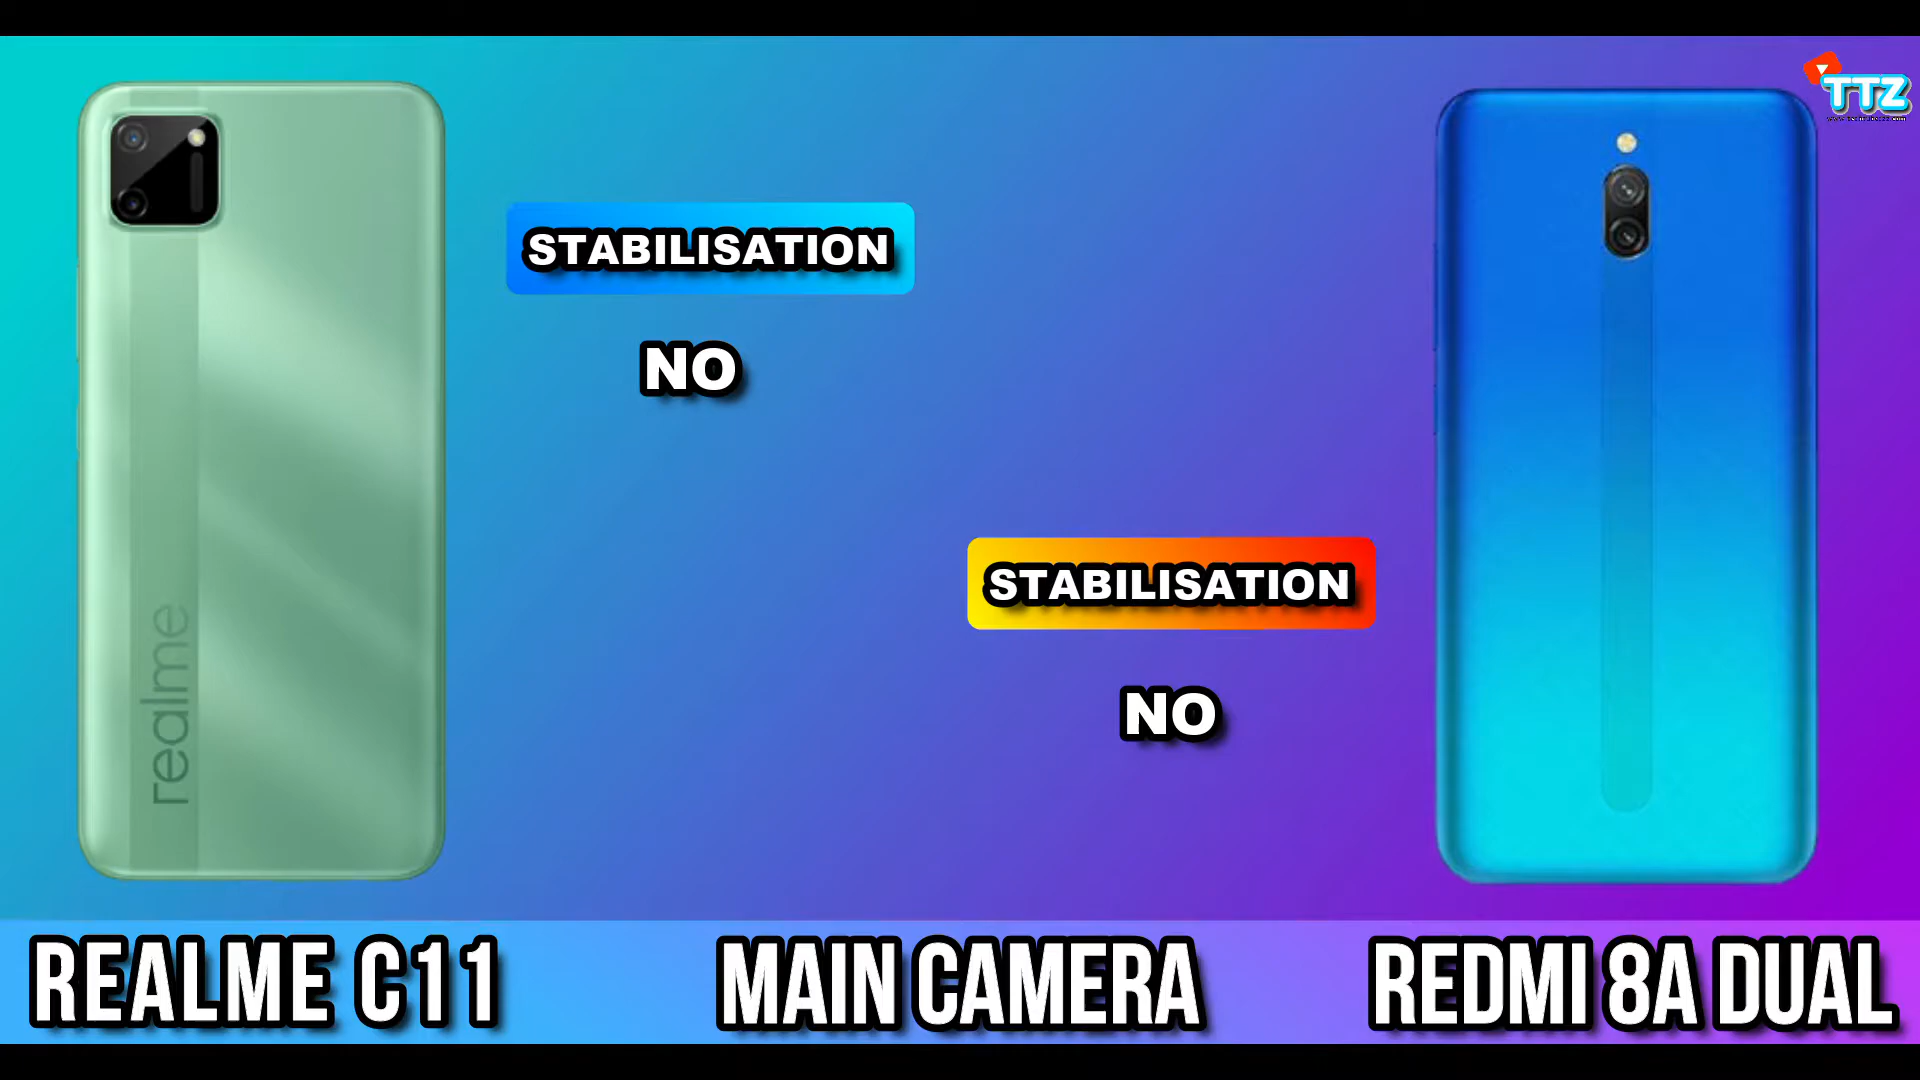 TTZ
STABILISATION
NO
realme
STABILISATION
NO
REALME C11
MAIN CAMERA
REDMI 8A DUAL